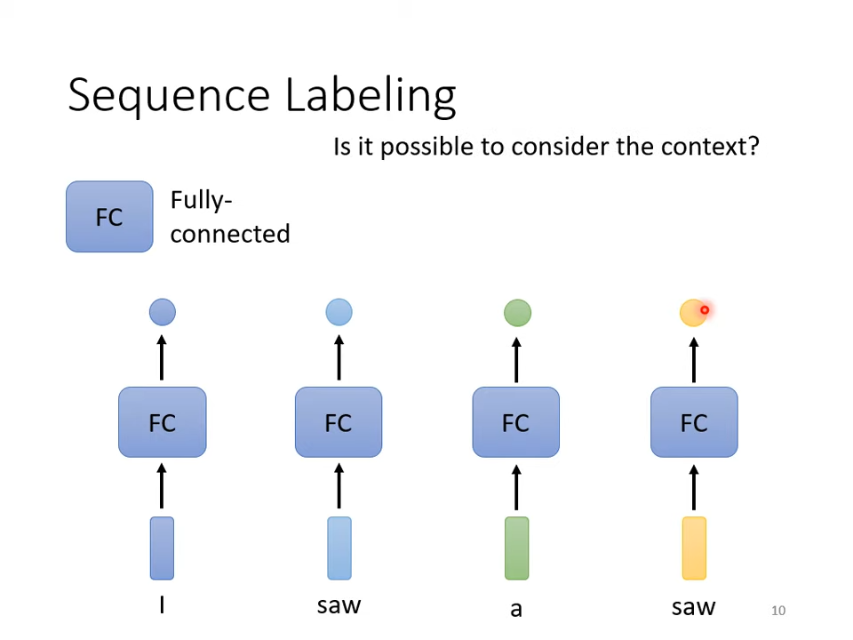 Sequence Labeling
Is it possible to consider the context?
FC
Fully-
connected
FC FC FC FC
I saw a saw
10